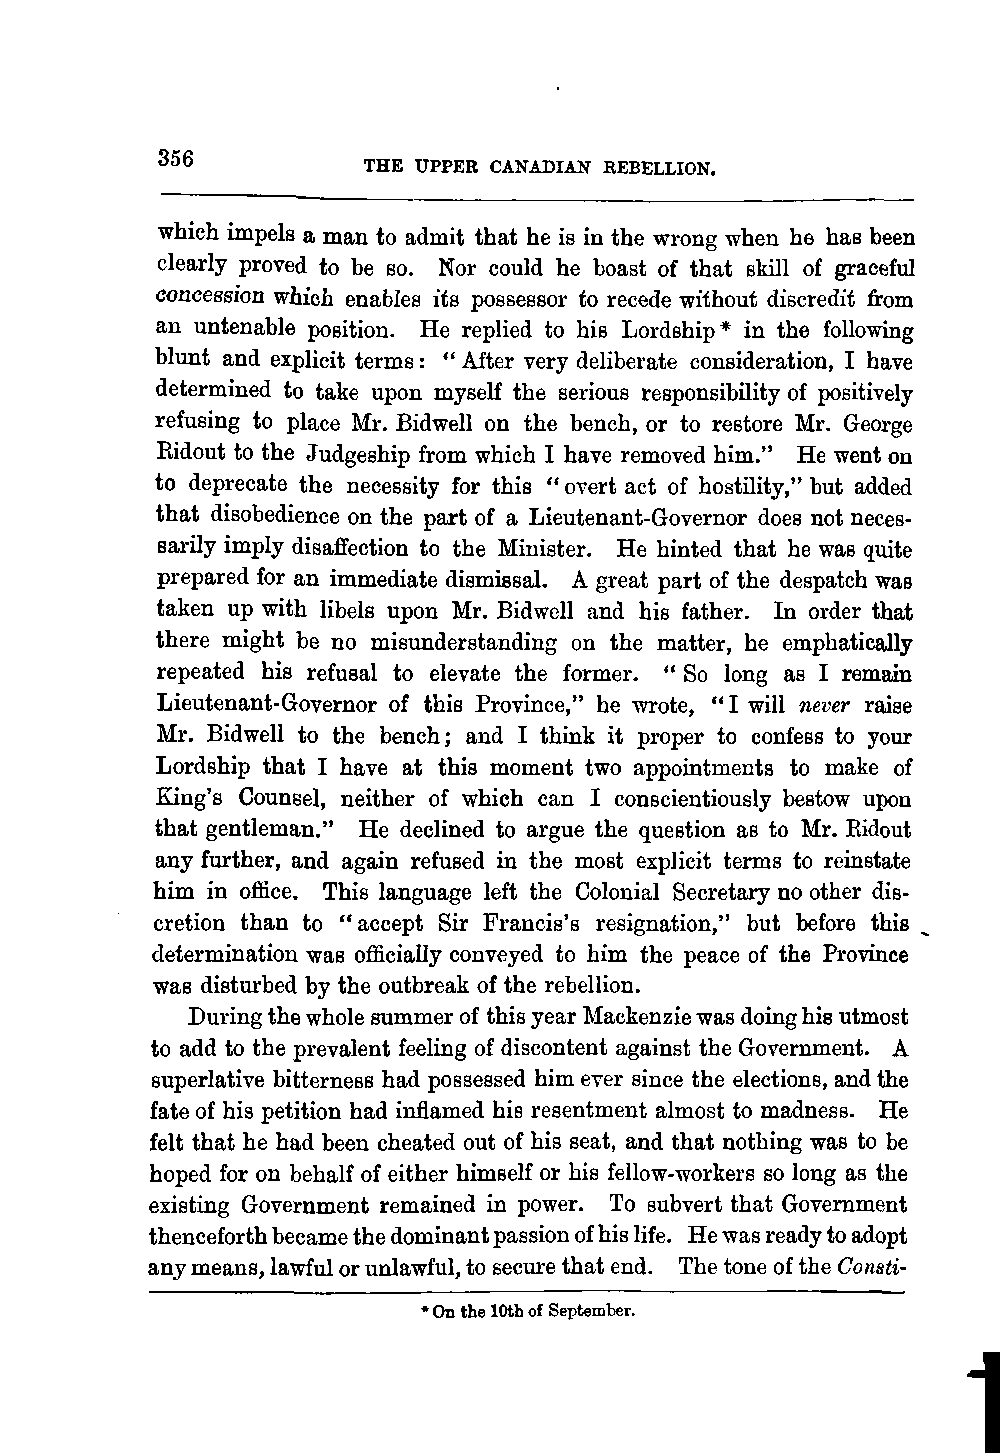 356
THE UPPER CANADIAN REBELLION.
which impels a man to admit that he is in the wrong when he has been
clearly proved to be so. Nor could he boast of that skill of graceful
concession which enables its possessor to recede without discredit from
an untenable position. He replied to his Lordship * in the following
blunt and explicit terms: “After very deliberate consideration, I have
determined to take upon myself the serious responsibility of positively
refusing to place Mr. Bidwell on the bench, or to restore Mr. George
Ridout to the Judgeship from which I have removed him.” He went on
to deprecate the necessity for this “overt act of hostility,” but added
that disobedience on the part of a Lieutenant-Governor does not neces-
sarily imply disaffection to the Minister. He hinted that he was quite
prepared for an immediate dismissal. A great part of the despatch was
taken up with libels upon Mr. Bidwell and his father. In order that
there might be no misunderstanding on the matter, he emphatically
repeated his refusal to elevate the former. “So long as I remain
Lieutenant-Governor of this Province,” he wrote, “I will never raise
Mr. Bidwell to the bench; and I think it proper to confess to your
Lordship that I have at this moment two appointments to make of
King’s Counsel, neither of which can I conscientiously bestow upon
that gentleman.” He declined to argue the question as to Mr. Ridout
any further, and again refused in the most explicit terms to reinstate
him in office. This language left the Colonial Secretary no other dis-
cretion than to “accept Sir Francis’s resignation,” but before this
determination was officially conveyed to him the peace of the Province
was disturbed by the outbreak of the rebellion.
During the whole summer of this year Mackenzie was doing his utmost
to add to the prevalent feeling of discontent against the Government. A
superlative bitterness had possessed him ever since the elections, and the
fate of his petition had inflamed his resentment almost to madness. He
felt that he had been cheated out of his seat, and that nothing was to be
hoped for on behalf of either himself or his fellow-workers so long as the
existing Government remained in power. To subvert that Government
thenceforth became the dominant passion of his life. He was ready to adopt
any means, lawful or unlawful, to secure that end. The tone of the Consti-
* On the 10th of September.